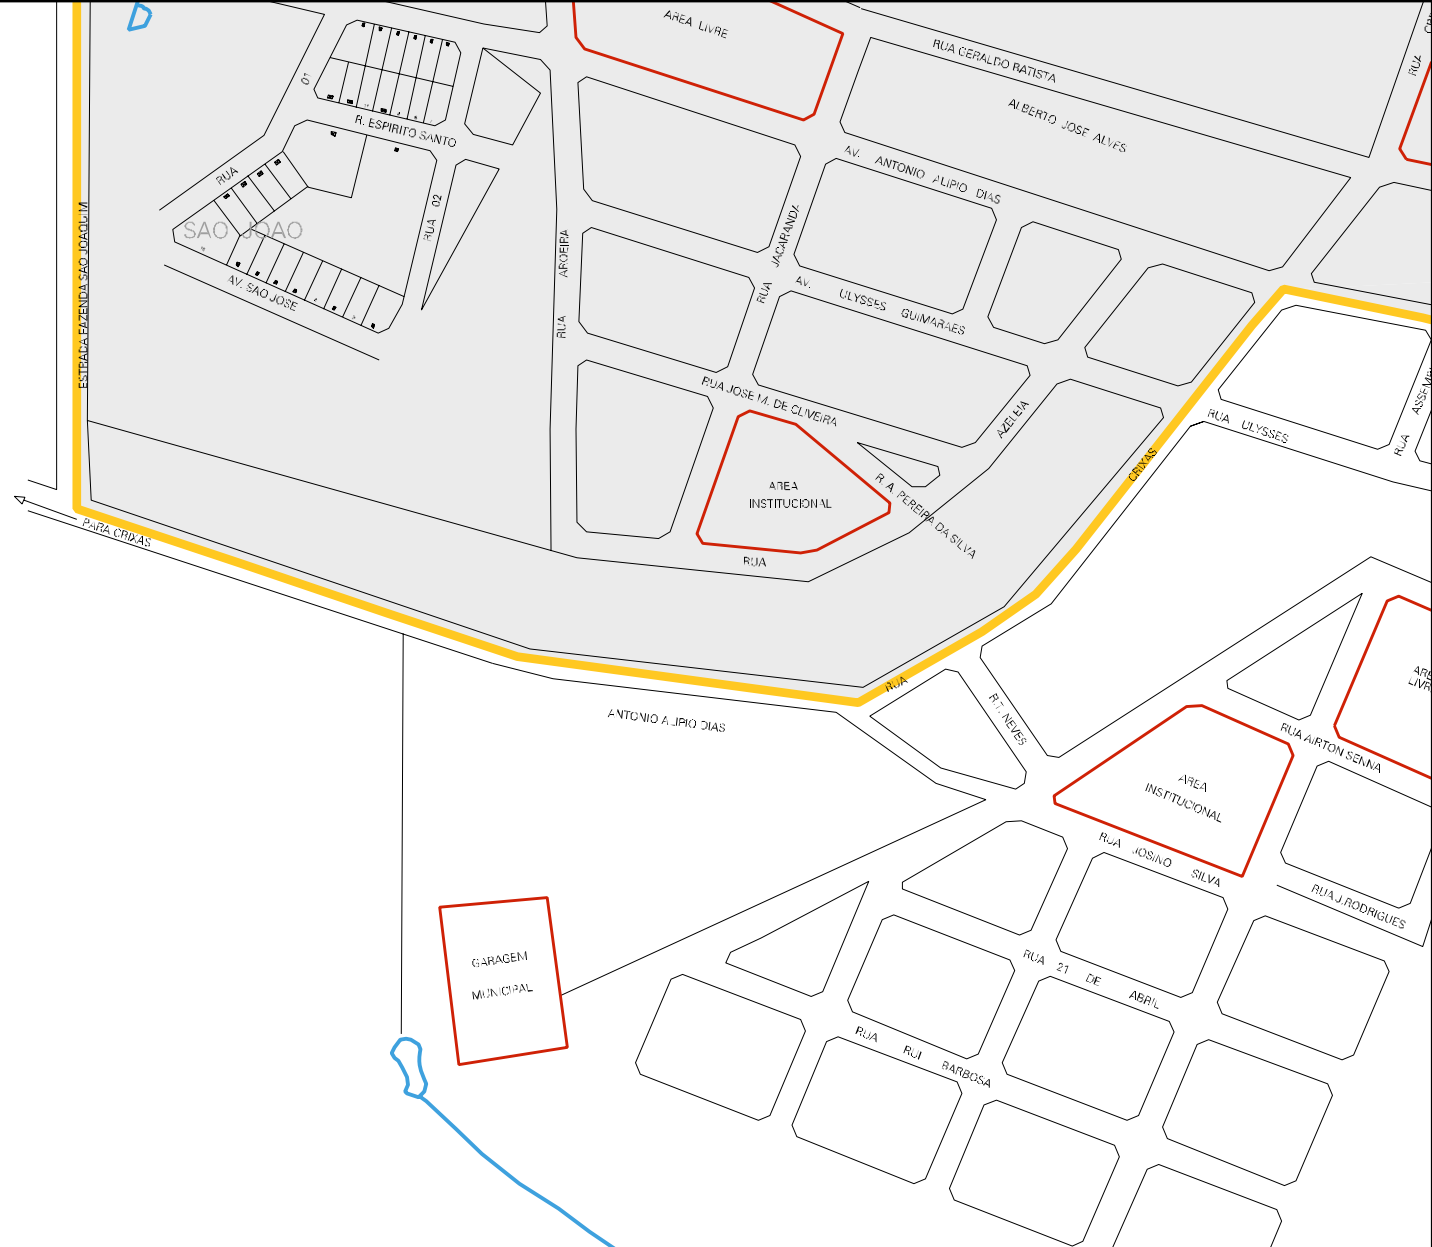 AREA LIVRE
RUA GERALDO BATISTA
RUA
ALBERTO JOSE ALVES
01
R. ESPIRITO SANTO
AV. ANTONIO ALIPIO DIAS
RUA
SAO JOAO
RUA 02
ESTRADA FAZENDA SAO JOAQUIM
AV. SAO JOSE
RUA AROEIRA
RUA JACARANDA
AV. ULYSSES GUIMARAES
RUA JOSE M. DE OLIVEIRA
AZELEIA
RUA ULYSSES
RUA
CRIXAS
AREA
INSTITUCIONAL
R. A. PEREIRA DA SILVA
RUA
PARA CRIXAS
RUA
ANTONIO ALIPIO DIAS
R.T. NEVES
RUA AIRTON SENNA
AREA
INSTITUCIONAL
RUA JOSINO SILVA
RUA J.RODRIGUES
GARAGEM
MUNICIPAL
RUA 21 DE ABRIL
RUA RUI BARBOSA